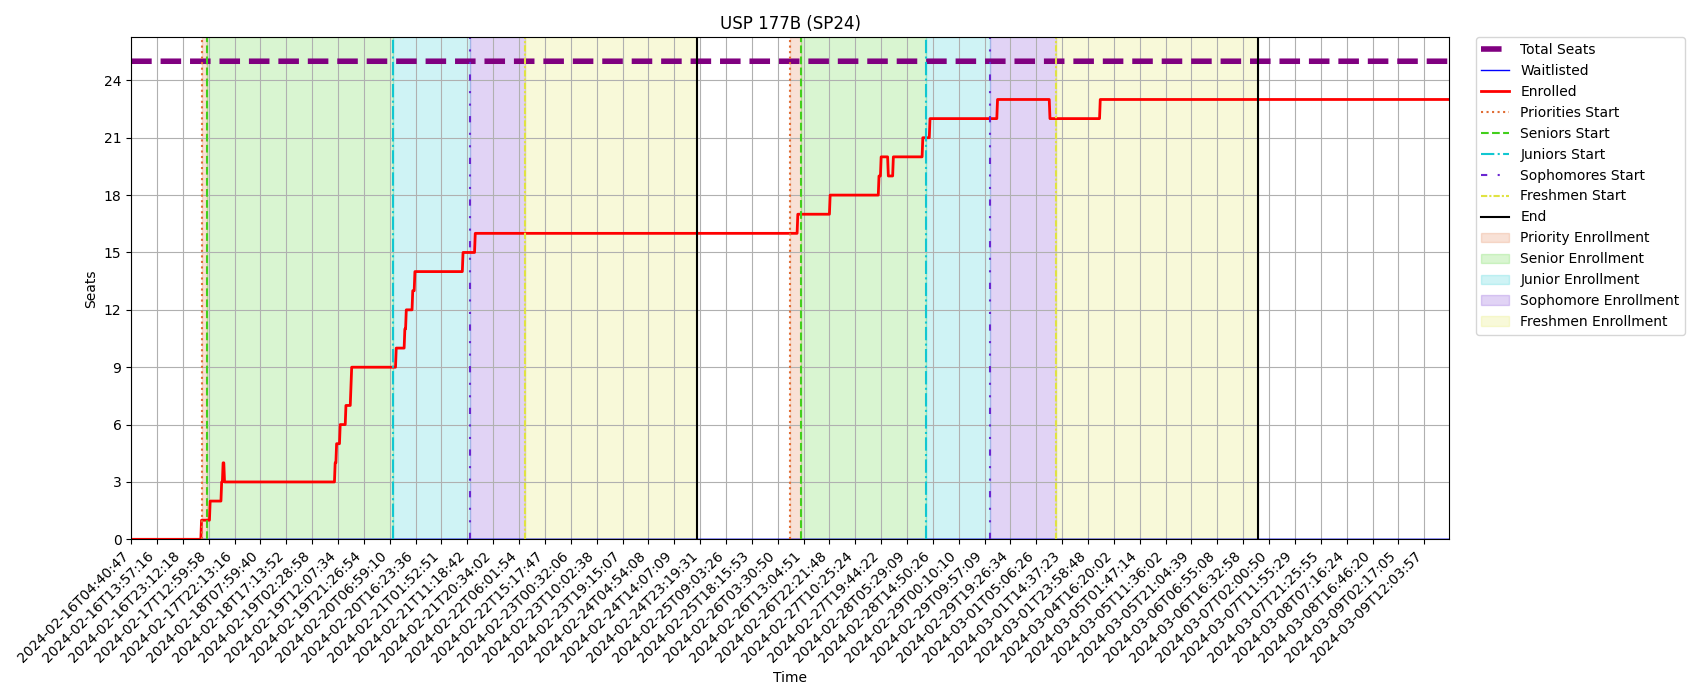 USP 177B (SP24)
Seats
24
21
18
15
12
9
6
3
0
2024-02-16T04:40:47
2024-02-16T13:57:16
2024-02-16T23:12:18
2024-02-17T12:59:58
2024-02-17T22:13:16
2024-02-18T07:59:40
2024-02-18T17:13:52
2024-02-19T02:28:58
2024-02-19T12:07:34
2024-02-19T21:26:54
2024-02-20T06:59:10
2024-02-20T16:23:36
2024-02-21T01:52:51
2024-02-21T11:18:42
2024-02-21T20:34:02
2024-02-22T06:01:54
2024-02-22T15:17:47
2024-02-23T00:32:06
2024-02-23T10:02:38
2024-02-23T19:15:07
2024-02-24T04:54:08
2024-02-24T14:07:09
2024-02-24T23:19:31
2024-02-25T09:03:26
2024-02-25T18:15:53
2024-02-26T03:30:50
2024-02-26T13:04:51
2024-02-26T22:21:48
2024-02-27T10:25:24
2024-02-27T19:44:22
2024-02-28T05:29:09
2024-02-28T14:50:26
2024-02-29T00:10:10
2024-02-29T09:57:09
2024-02-29T19:26:34
2024-03-01T05:06:26
2024-03-01T14:37:23
2024-03-01T23:58:48
2024-03-04T16:20:02
2024-03-05T01:47:14
2024-03-05T11:36:02
2024-03-05T21:04:39
2024-03-06T06:55:08
2024-03-06T16:32:58
2024-03-07T02:00:50
2024-03-07T11:55:29
2024-03-07T21:25:55
2024-03-08T07:16:24
2024-03-08T16:46:20
2024-03-09T02:17:05
2024-03-09T12:03:57
Time
Total Seats
Waitlisted
Enrolled
Priorities Start
Seniors Start
Juniors Start
Sophomores Start
Freshmen Start
End
Priority Enrollment
Senior Enrollment
Junior Enrollment
Sophomore Enrollment
Freshmen Enrollment